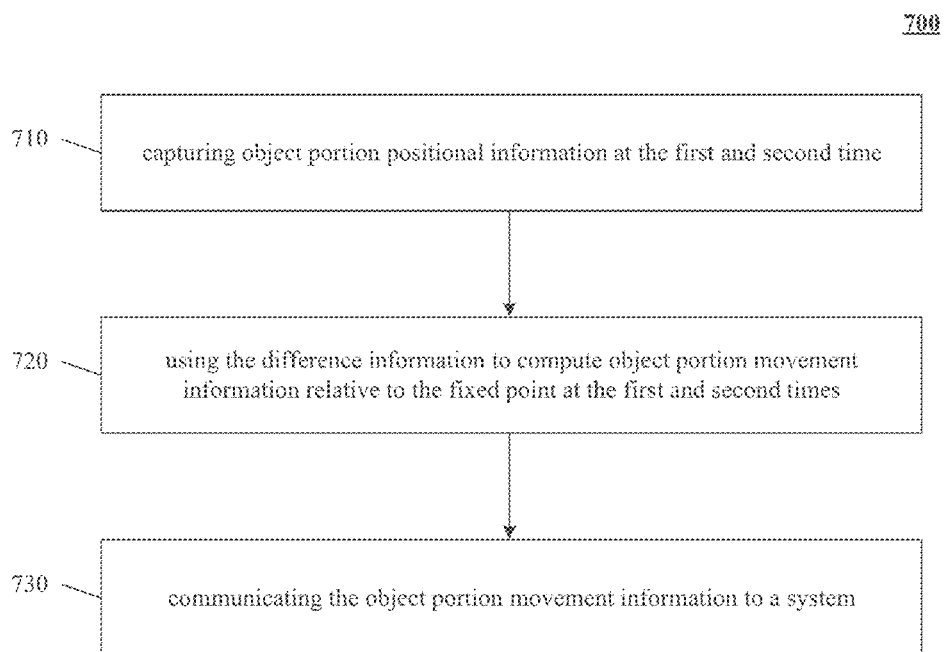 700
710
capturing object portion positional information at the first and second time
720
using the difference information to compute object portion movement
information relative to the fixed point at the first and second times
730
communicating the object portion movement information to a system